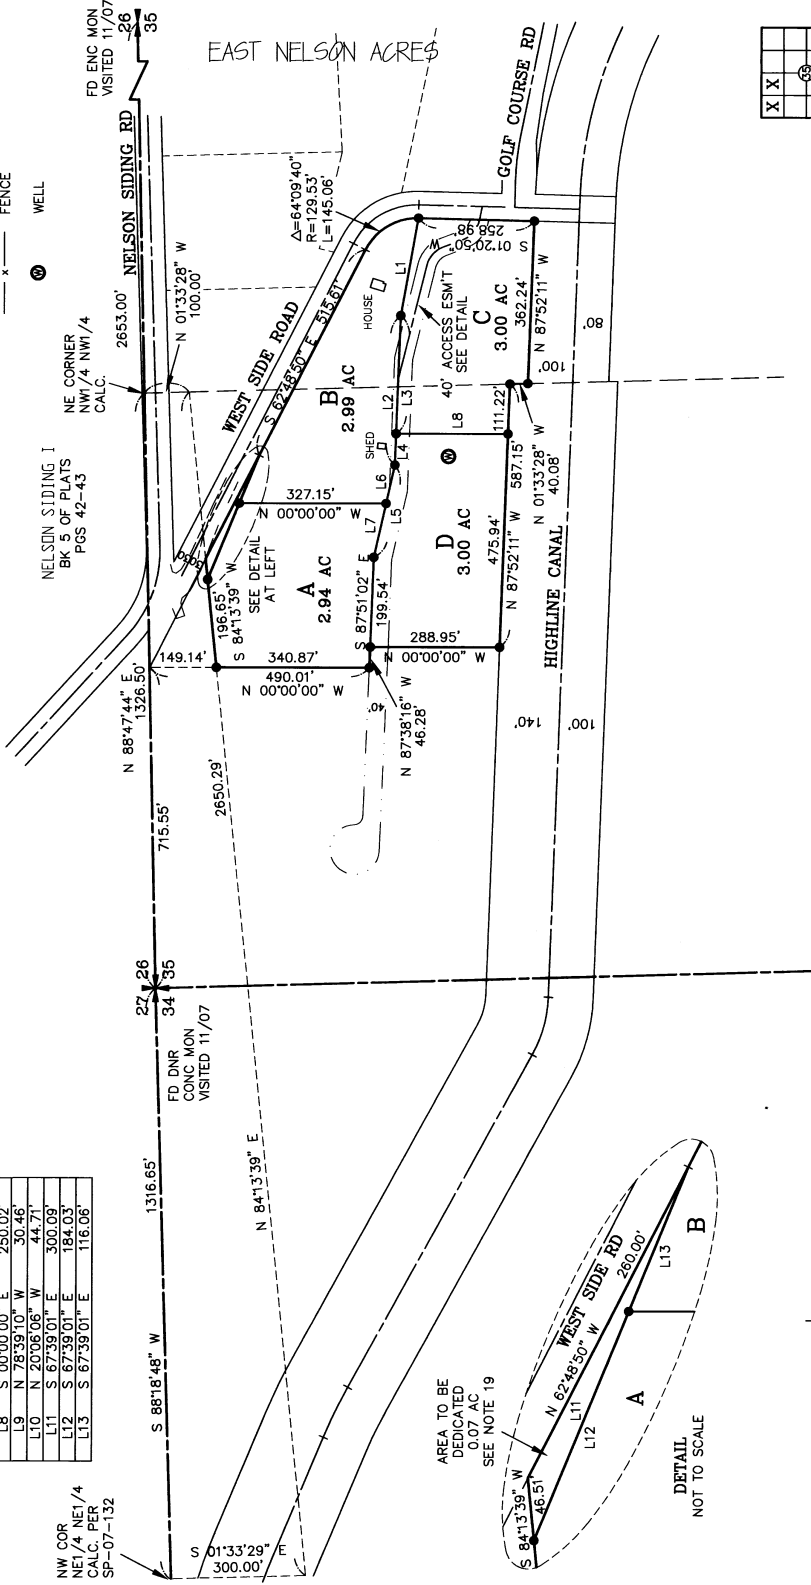 FD ENC MON
VISITED 11/07
26
35
EAST NELSON ACRES
FENCE
x
W
WELL
X X
35
NELSON SIDING RD
2653.00'
N 01°33'28" W
100.00'
NE CORNER
NW1/4 NW1/4
CALC.
NELSON SIDING I
BK 5 OF PLATS
PGS 42-43
GOLF COURSE RD
Δ=64°09'40"
R=129.53'
L=145.06'
WEST SIDE ROAD
S 62°48'50" E 515.61'
HOUSE
L1
S 01°20'50" W
258.98'
40' ACCESS ESM'T
SEE DETAIL
C
3.00 AC
362.24'
N 87°52'11" W
80'
100'
B
2.99 AC
L2
L3
SHED
L4
L8
111.22'
N 01°33'28" W
40.08'
587.15'
W
L6
L5
L7
327.15'
N 00°00'00" W
3030
SEE DETAIL
AT LEFT
196.65'
S 84°13'39" W
A
2.94 AC
S 87°51'02" E
199.54'
D
3.00 AC
475.94'
N 87°52'11" W
HIGHLINE CANAL
288.95'
N 00°00'00" W
149.14'
340.87'
490.01'
N 00°00'00" W
40'
N 87°38'16" W
46.28'
140'
100'
N 88°47'44" E
1326.50'
715.55'
2650.29'
27
26
34
35
FD DNR
CONC MON
VISITED 11/07
1316.65'
S 88°18'48" W
N 84°13'39" E
L8 S 00°00'00" E 250.02'
L9 N 78°39'10" W 30.46'
L10 N 20°06'06" W 44.71'
L11 S 67°39'01" E 300.09'
L12 S 67°39'01" E 184.03'
L13 S 67°39'01" E 116.06'
NW COR
NE1/4 NE1/4
CALC. PER
SP-07-132
S 01°33'29" E
300.00'
AREA TO BE
DEDICATED
0.07 AC
SEE NOTE 19
WEST SIDE RD
260.00'
N 62°48'50" W
L11
L12
L13
S 84°13'39" W
46.51'
A
B
DETAIL
NOT TO SCALE